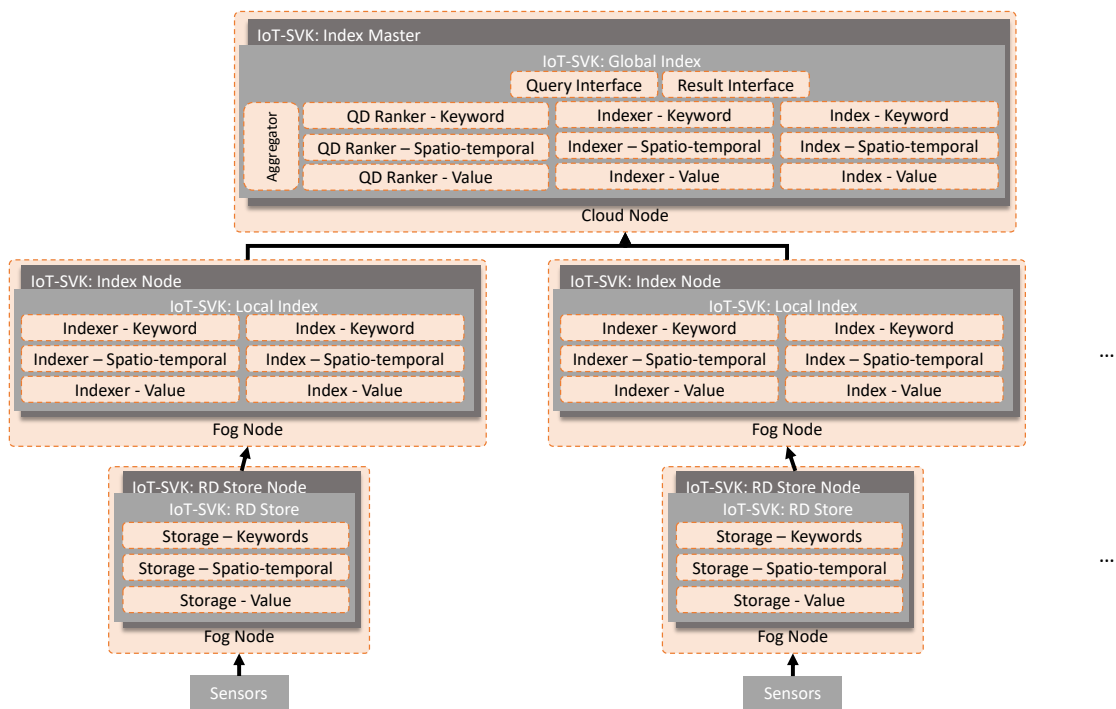 IoT-SVK: Index Master
IoT-SVK: Global Index
Query Interface
Result Interface
Aggregator
QD Ranker - Keyword
Indexer - Keyword
Index - Keyword
QD Ranker – Spatio-temporal
Indexer – Spatio-temporal
Index – Spatio-temporal
QD Ranker - Value
Indexer - Value
Index - Value
Cloud Node
IoT-SVK: Index Node
IoT-SVK: Local Index
Indexer - Keyword
Index - Keyword
Indexer – Spatio-temporal
Index – Spatio-temporal
Indexer - Value
Index - Value
Fog Node
IoT-SVK: Index Node
IoT-SVK: Local Index
Indexer - Keyword
Index - Keyword
Indexer – Spatio-temporal
Index – Spatio-temporal
Indexer - Value
Index - Value
Fog Node
...
IoT-SVK: RD Store Node
IoT-SVK: RD Store
Storage – Keywords
Storage – Spatio-temporal
Storage - Value
Fog Node
IoT-SVK: RD Store Node
IoT-SVK: RD Store
Storage – Keywords
Storage – Spatio-temporal
Storage - Value
Fog Node
...
Sensors
Sensors